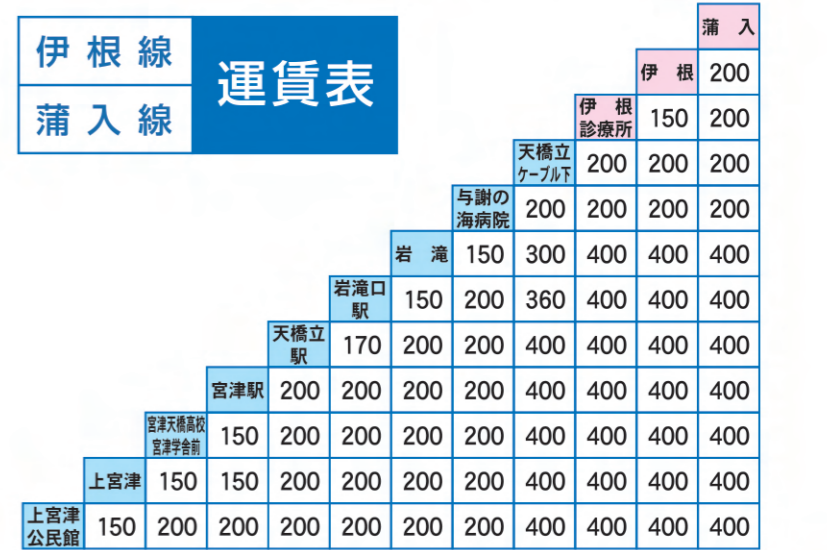 伊根線
蒲入線
運賃表
蒲入
伊根 200
伊根
診療所 150 200
天橋立
ケーブル下 200 200 200
与謝の
海病院 200 200 200 200
岩滝 150 300 400 400 400
岩滝口
駅 150 200 360 400 400 400
天橋立
駅 170 200 200 400 400 400 400
宮津駅 200 200 200 200 400 400 400 400
宮津天橋高校
宮津学舎前 150 200 200 200 200 400 400 400 400
上宮津 150 150 200 200 200 200 400 400 400 400
上宮津
公民館 150 200 200 200 200 200 200 400 400 400 400